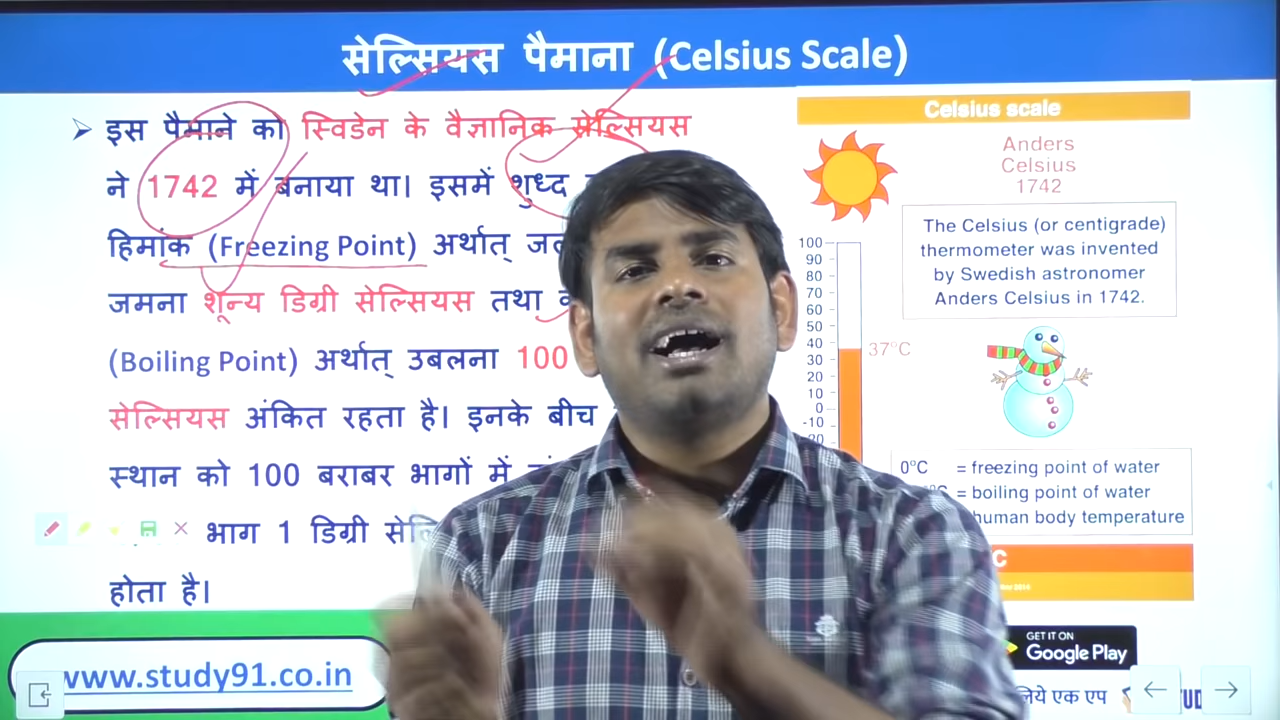 सेल्सियस पैमाना (Celsius Scale)
इस पैमाने को स्विडेन के वैज्ञानिक सेल्सियस
ने 1742 में बनाया था। इसमें शुध्द
हिमांक (Freezing Point) अर्थात्
जमना शून्य डिग्री सेल्सियस तथा
(Boiling Point) अर्थात् उबलना 100
सेल्सियस अंकित रहता है। इनके बीच
स्थान को 100 बराबर भागों में
भाग 1 डिग्री
होता है।
Celsius scale
Anders
Celsius
1742
The Celsius (or centigrade)
thermometer was invented
by Swedish astronomer
Anders Celsius in 1742.
100
90
80
70
60
50
40
30
20
10
0
-10
37°C
0°C = freezing point of water
= boiling point of water
human body temperature
www.study91.co.in
GET IT ON
Google Play
एक एप